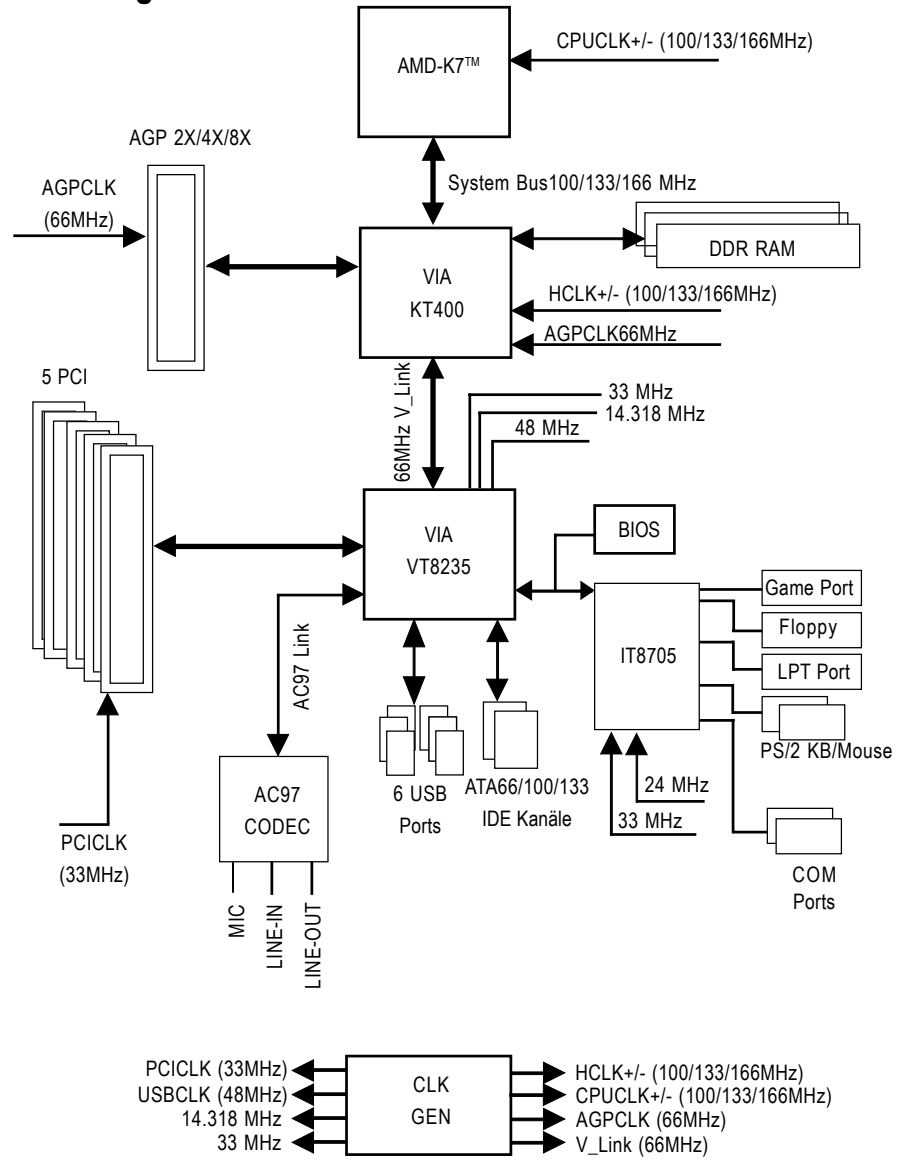 AMD-K7™
CPUCLK+/- (100/133/166MHz)
AGP 2X/4X/8X
AGPCLK
(66MHz)
System Bus100/133/166 MHz
DDR RAM
VIA
KT400
HCLK+/- (100/133/166MHz)
AGPCLK66MHz
5 PCI
66MHz V_Link
33 MHz
14.318 MHz
48 MHz
VIA
VT8235
BIOS
Game Port
Floppy
LPT Port
PS/2 KB/Mouse
IT8705
AC97 Link
24 MHz
33 MHz
6 USB
Ports
ATA66/100/133
IDE Kanäle
AC97
CODEC
PCICLK
(33MHz)
COM
Ports
MIC
LINE-IN
LINE-OUT
PCICLK (33MHz)
USBCLK (48MHz)
14.318 MHz
33 MHz
CLK
GEN
HCLK+/- (100/133/166MHz)
CPUCLK+/- (100/133/166MHz)
AGPCLK (66MHz)
V_Link (66MHz)